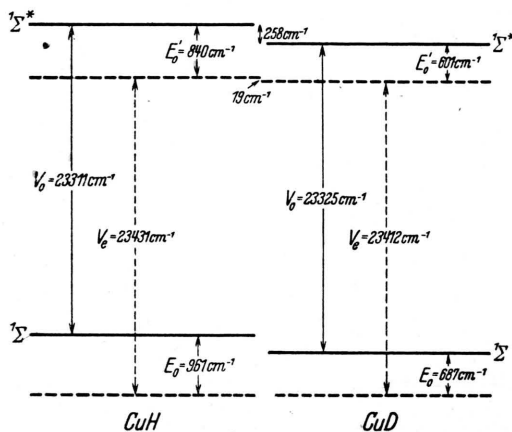 ¹Σ*
E₀'=840cm⁻¹
258cm⁻¹
¹Σ*
E₀'=601cm⁻¹
19cm⁻¹
V₀=23311cm⁻¹
V₀=23325cm⁻¹
Vₑ=23431cm⁻¹
Vₑ=23412cm⁻¹
¹Σ
E₀=961cm⁻¹
¹Σ
E₀=687cm⁻¹
CuH
CuD